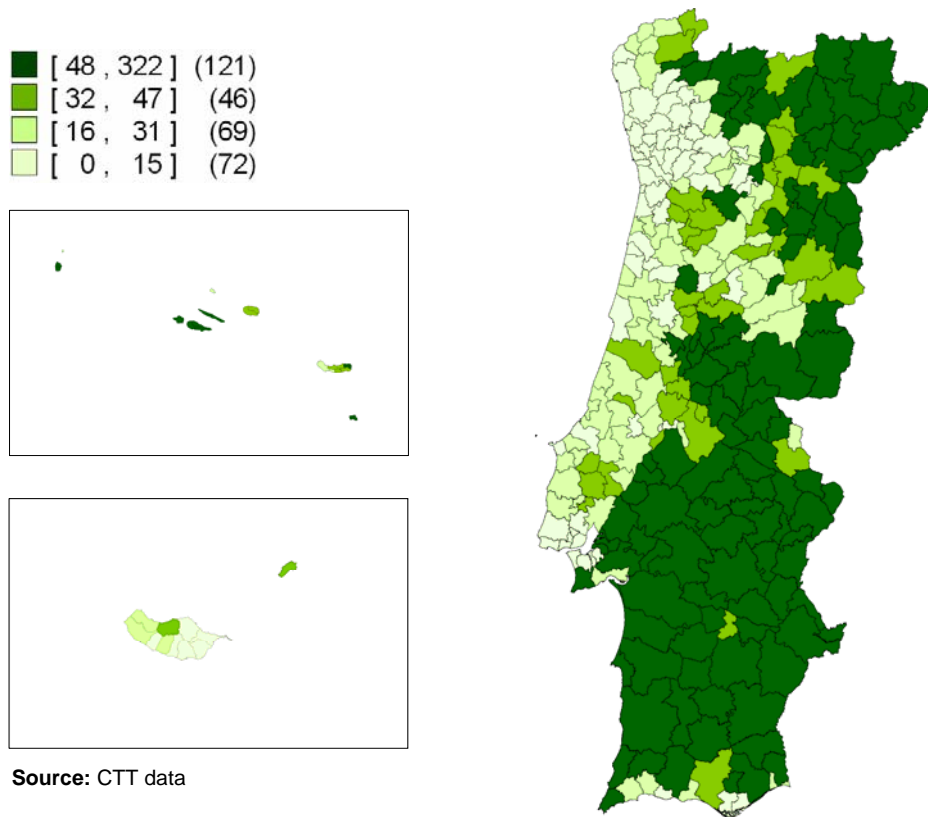 [ 48 , 322 ] (121)
[ 32 , 47 ] (46)
[ 16 , 31 ] (69)
[ 0 , 15 ] (72)
Source: CTT data